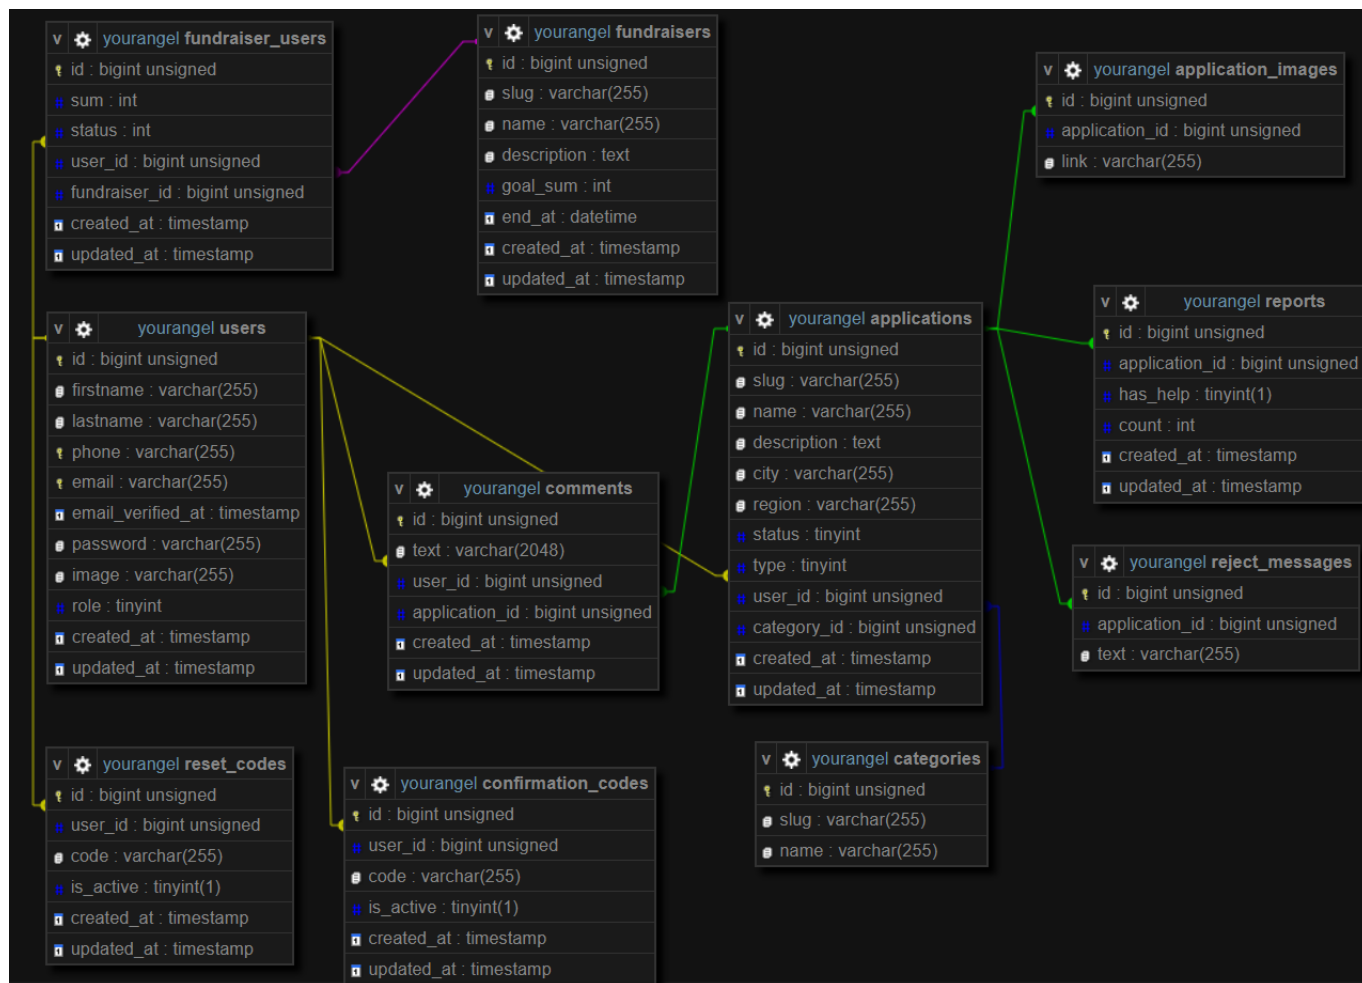 v yourangel fundraiser_users
id : bigint unsigned
# sum : int
# status : int
# user_id : bigint unsigned
# fundraiser_id : bigint unsigned
created_at : timestamp
updated_at : timestamp
v yourangel fundraisers
id : bigint unsigned
slug : varchar(255)
name : varchar(255)
description : text
# goal_sum : int
end_at : datetime
created_at : timestamp
updated_at : timestamp
v yourangel application_images
id : bigint unsigned
# application_id : bigint unsigned
link : varchar(255)
v yourangel users
id : bigint unsigned
firstname : varchar(255)
lastname : varchar(255)
phone : varchar(255)
email : varchar(255)
email_verified_at : timestamp
password : varchar(255)
image : varchar(255)
# role : tinyint
created_at : timestamp
updated_at : timestamp
v yourangel comments
id : bigint unsigned
text : varchar(2048)
# user_id : bigint unsigned
# application_id : bigint unsigned
created_at : timestamp
updated_at : timestamp
v yourangel applications
id : bigint unsigned
slug : varchar(255)
name : varchar(255)
description : text
city : varchar(255)
region : varchar(255)
# status : tinyint
# type : tinyint
# user_id : bigint unsigned
# category_id : bigint unsigned
created_at : timestamp
updated_at : timestamp
v yourangel reports
id : bigint unsigned
# application_id : bigint unsigned
# has_help : tinyint(1)
# count : int
created_at : timestamp
updated_at : timestamp
v yourangel reject_messages
id : bigint unsigned
# application_id : bigint unsigned
text : varchar(255)
v yourangel reset_codes
id : bigint unsigned
# user_id : bigint unsigned
code : varchar(255)
# is_active : tinyint(1)
created_at : timestamp
updated_at : timestamp
v yourangel confirmation_codes
id : bigint unsigned
# user_id : bigint unsigned
code : varchar(255)
# is_active : tinyint(1)
created_at : timestamp
updated_at : timestamp
v yourangel categories
id : bigint unsigned
slug : varchar(255)
name : varchar(255)